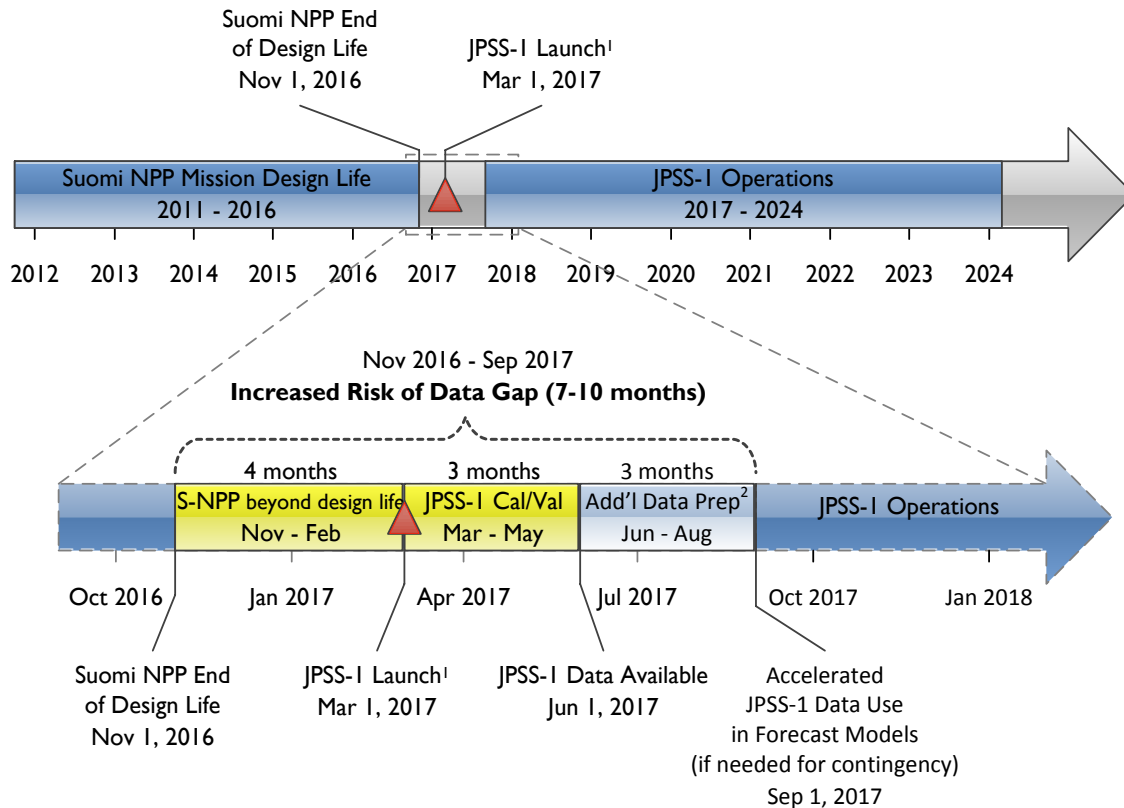 Suomi NPP End
of Design Life
Nov 1, 2016
JPSS-1 Launch¹
Mar 1, 2017
Suomi NPP Mission Design Life
2011 - 2016
JPSS-1 Operations
2017 - 2024
2012 2013 2014 2015 2016 2017 2018 2019 2020 2021 2022 2023 2024
Nov 2016 - Sep 2017
Increased Risk of Data Gap (7-10 months)
4 months
3 months
3 months
S-NPP beyond design life
Nov - Feb
JPSS-1 Cal/Val
Mar - May
Add'l Data Prep²
Jun - Aug
JPSS-1 Operations
Oct 2016 Jan 2017 Apr 2017 Jul 2017 Oct 2017 Jan 2018
Suomi NPP End
of Design Life
Nov 1, 2016
JPSS-1 Launch¹
Mar 1, 2017
JPSS-1 Data Available
Jun 1, 2017
Accelerated
JPSS-1 Data Use
in Forecast Models
(if needed for contingency)
Sep 1, 2017